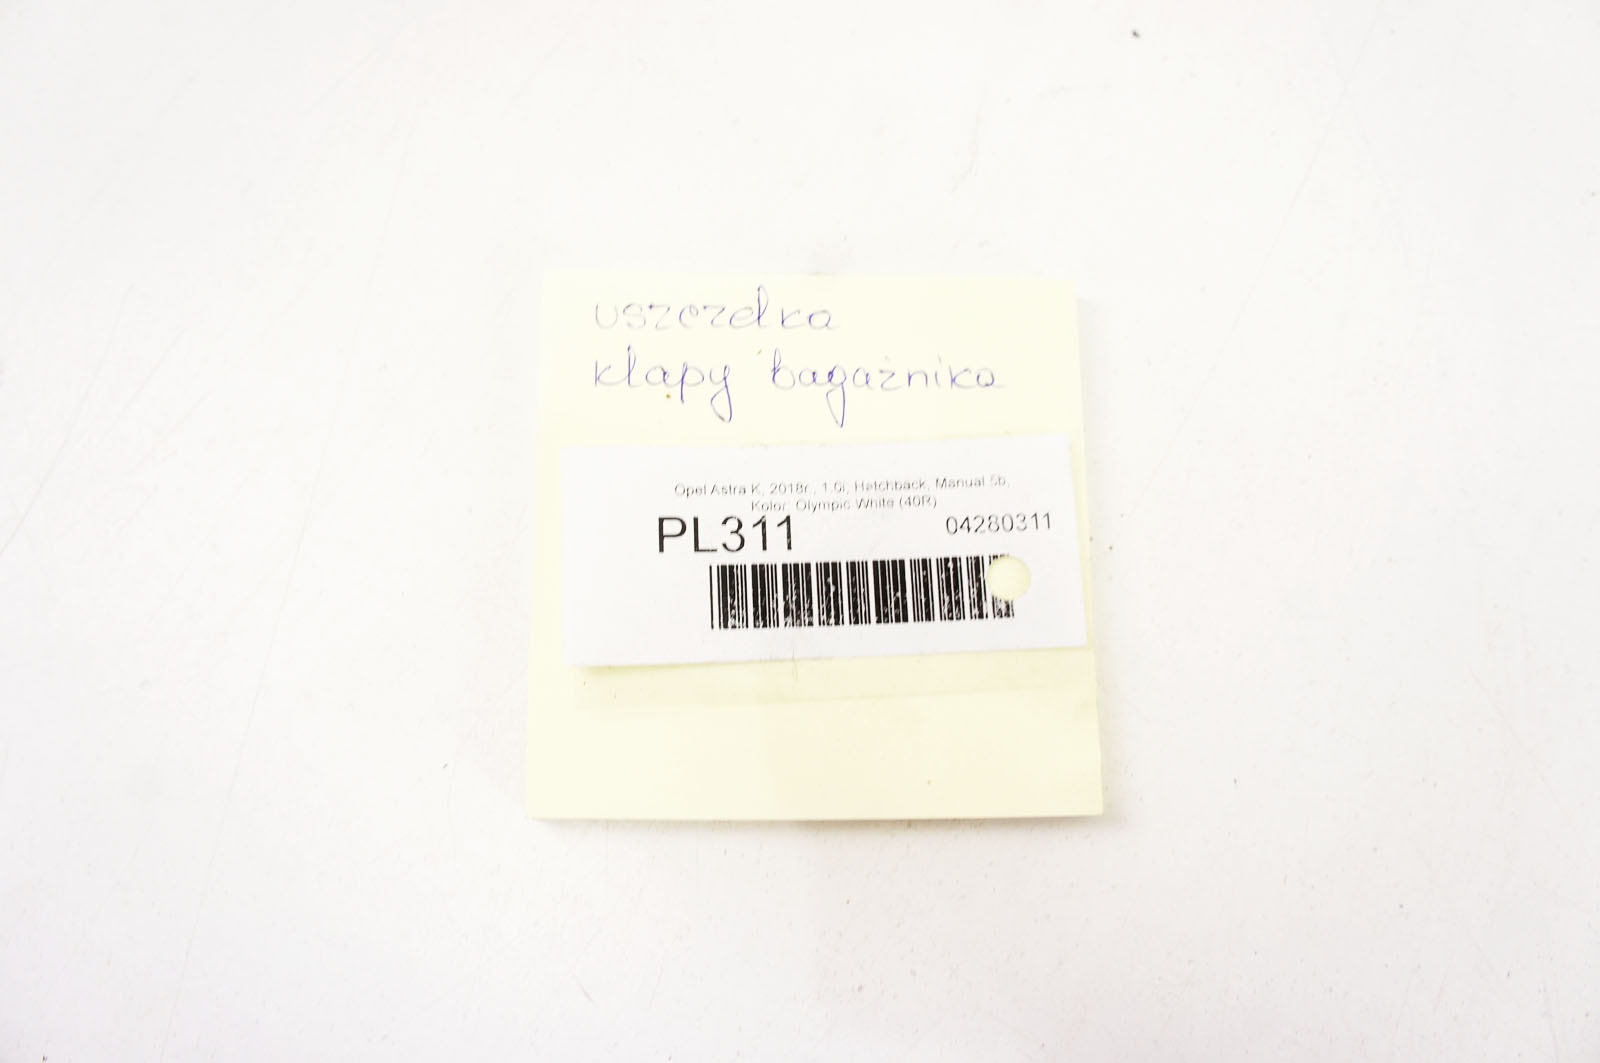 uszczelka
klapy bagażnika
Opel Astra K, 2018r., 1.0i, Hatchback, Manual 5b,
Kolor: Olympic White (40R)
PL311
04280311